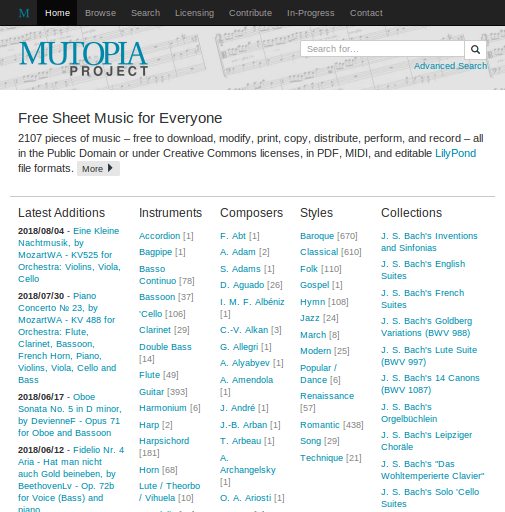 M Home Browse Search Licensing Contribute In-Progress Contact
MUTOPIA
PROJECT
Search for...
Advanced Search
Free Sheet Music for Everyone
2107 pieces of music – free to download, modify, print, copy, distribute, perform, and record – all
in the Public Domain or under Creative Commons licenses, in PDF, MIDI, and editable LilyPond
file formats. More
Latest Additions
2018/08/04 - Eine Kleine
Nachtmusik, by
MozartWA - KV525 for
Orchestra: Violins, Viola,
Cello
2018/07/30 - Piano
Concerto № 23, by
MozartWA - KV 488 for
Orchestra: Flute,
Clarinet, Bassoon,
French Horn, Piano,
Violins, Viola, Cello and
Bass
2018/06/17 - Oboe
Sonata No. 5 in D minor,
by DevienneF - Opus 71
for Oboe and Bassoon
2018/06/12 - Fidelio Nr. 4
Aria - Hat man nicht
auch Gold beineben, by
BeethovenLv - Op. 72b
for Voice (Bass) and
piano
Instruments
Accordion [1]
Bagpipe [1]
Basso
Continuo [78]
Bassoon [37]
'Cello [106]
Clarinet [29]
Double Bass
[14]
Flute [49]
Guitar [393]
Harmonium [6]
Harp [2]
Harpsichord
[181]
Horn [68]
Lute / Theorbo
/ Vihuela [10]
Composers
F. Abt [1]
A. Adam [2]
S. Adams [1]
D. Aguado [26]
I. M. F. Albéniz
[1]
C.-V. Alkan [3]
G. Allegri [1]
A. Alyabyev [1]
A. Amendola
[1]
J. André [1]
J.-B. Arban [1]
T. Arbeau [1]
A.
Archangelsky
[1]
O. A. Ariosti [1]
Styles
Baroque [670]
Classical [610]
Folk [110]
Gospel [1]
Hymn [108]
Jazz [24]
March [8]
Modern [25]
Popular /
Dance [6]
Renaissance
[57]
Romantic [438]
Song [29]
Technique [21]
Collections
J. S. Bach's Inventions
and Sinfonias
J. S. Bach's English
Suites
J. S. Bach's French
Suites
J. S. Bach's Goldberg
Variations (BWV 988)
J. S. Bach's Lute Suite
(BWV 997)
J. S. Bach's 14 Canons
(BWV 1087)
J. S. Bach's
Orgelbüchlein
J. S. Bach's Leipziger
Choräle
J. S. Bach's "Das
Wohltemperierte Clavier"
J. S. Bach's Solo 'Cello
Suites